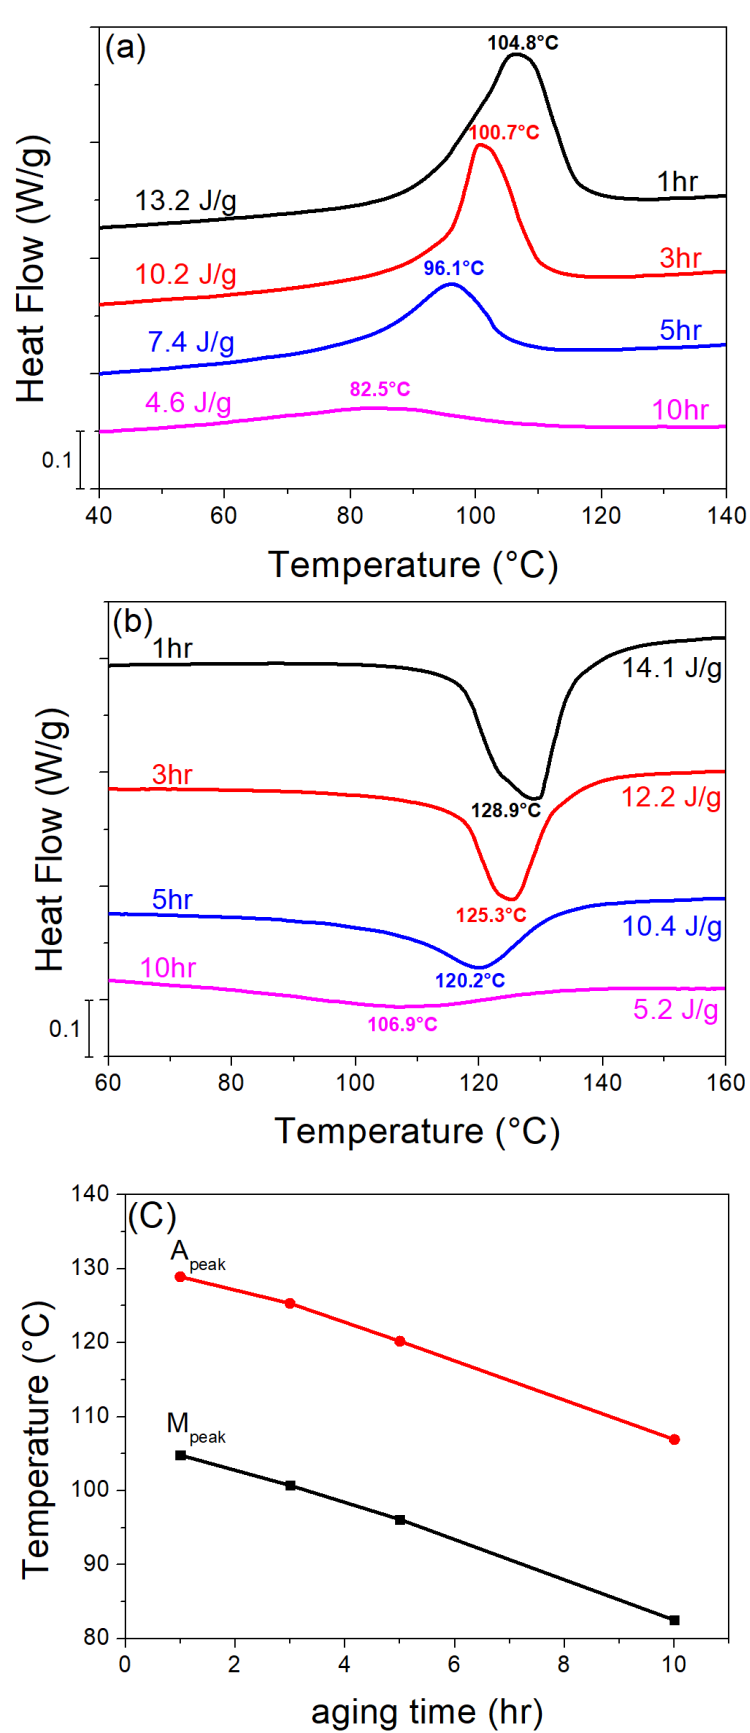 (a)
104.8°C
100.7°C
1hr
13.2 J/g
3hr
10.2 J/g
96.1°C
5hr
7.4 J/g
82.5°C
4.6 J/g
10hr
0.1
Heat Flow (W/g)
40 60 80 100 120 140
Temperature (°C)
(b)
1hr
14.1 J/g
3hr
128.9°C
12.2 J/g
5hr
125.3°C
10.4 J/g
10hr
120.2°C
5.2 J/g
106.9°C
0.1
Heat Flow (W/g)
60 80 100 120 140 160
Temperature (°C)
140
(C)
130
A peak
120
110
M peak
100
90
80
Temperature (°C)
0 2 4 6 8 10
aging time (hr)